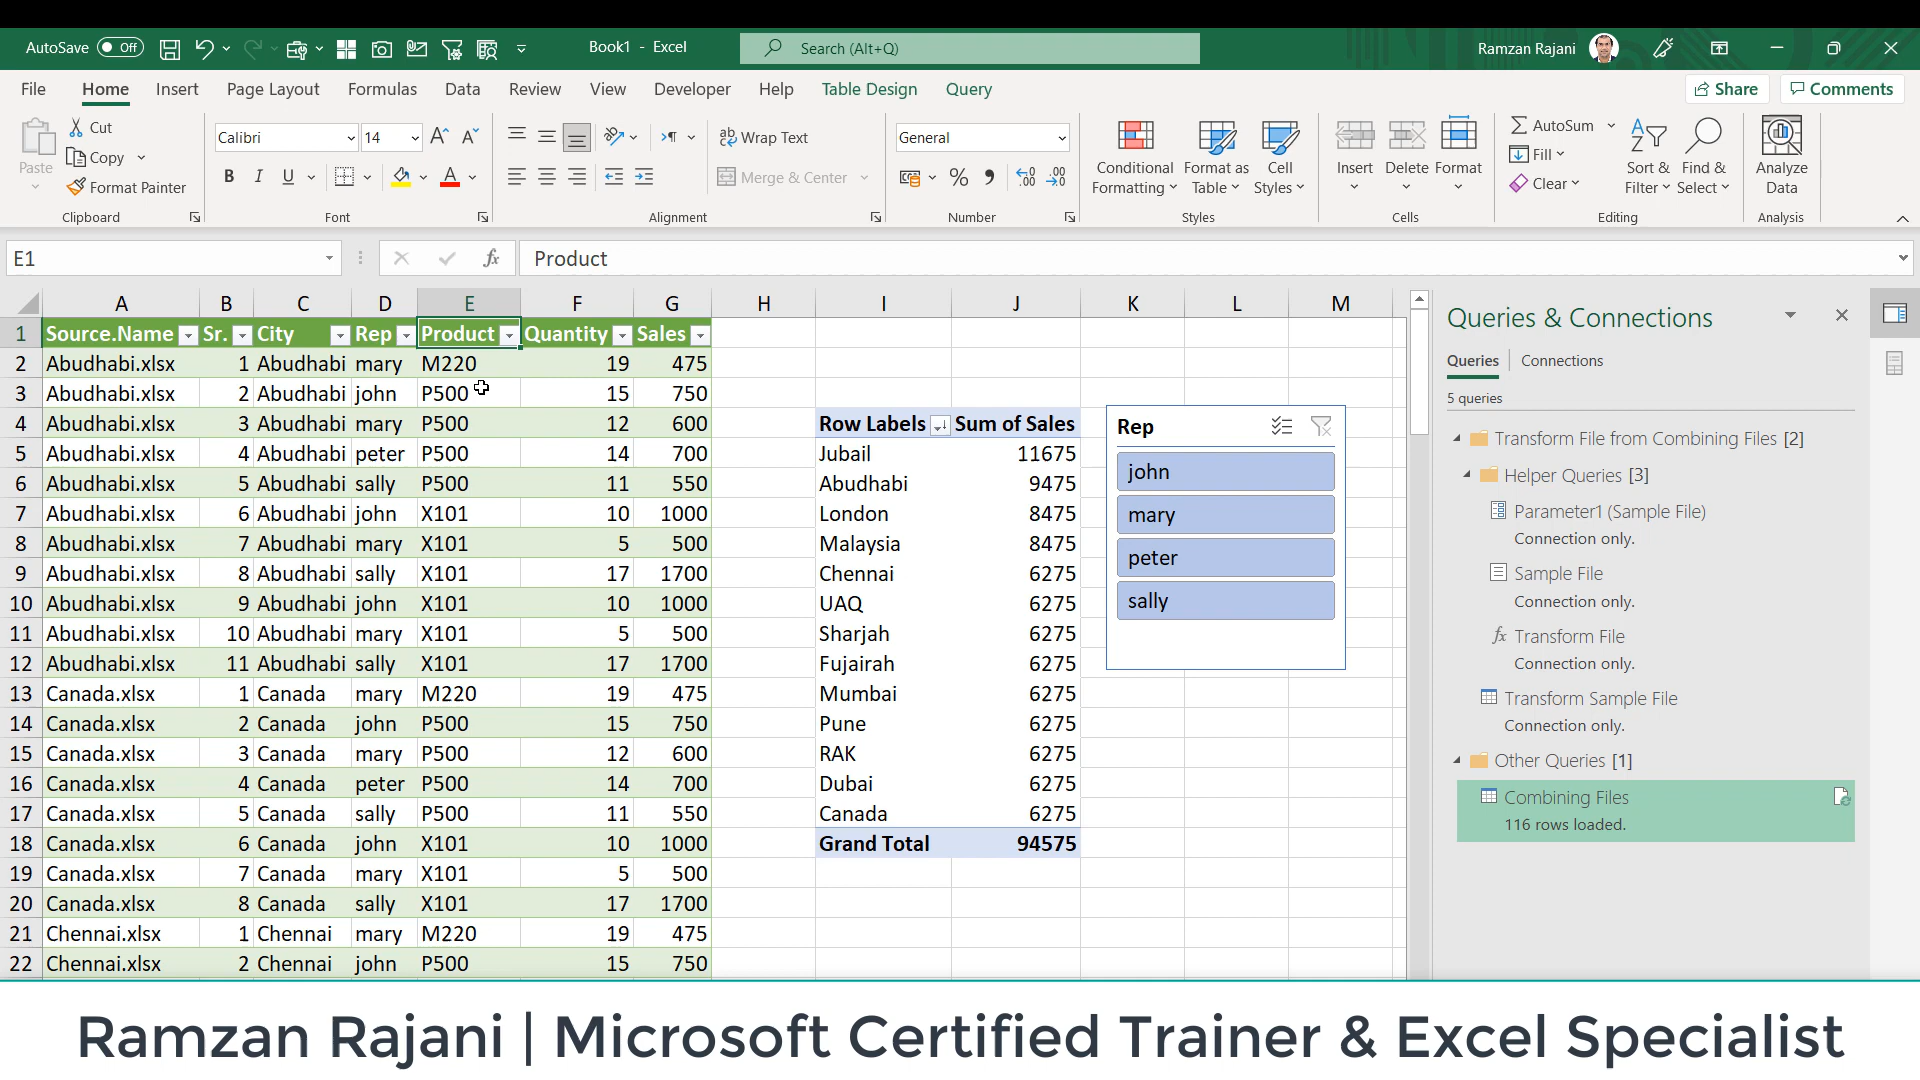 AutoSave Off Book1 - Excel Search (Alt+Q) Ramzan Rajani
File Home Insert Page Layout Formulas Data Review View Developer Help Table Design Query Share Comments
Cut
Copy
Format Painter
Paste
Clipboard
Calibri 14
B I U
Font
Wrap Text
Merge & Center
Alignment
General
Number
Conditional Formatting
Format as Table
Cell Styles
Styles
Insert Delete Format
Cells
AutoSum
Fill
Clear
Sort & Filter
Find & Select
Editing
Analyze Data
Analysis
E1 fx Product
A B C D E F G H I J K L M
1 Source.Name Sr. City Rep Product Quantity Sales
2 Abudhabi.xlsx 1 Abudhabi mary M220 19 475
3 Abudhabi.xlsx 2 Abudhabi john P500 15 750
4 Abudhabi.xlsx 3 Abudhabi mary P500 12 600
5 Abudhabi.xlsx 4 Abudhabi peter P500 14 700
6 Abudhabi.xlsx 5 Abudhabi sally P500 11 550
7 Abudhabi.xlsx 6 Abudhabi john X101 10 1000
8 Abudhabi.xlsx 7 Abudhabi mary X101 5 500
9 Abudhabi.xlsx 8 Abudhabi sally X101 17 1700
10 Abudhabi.xlsx 9 Abudhabi john X101 10 1000
11 Abudhabi.xlsx 10 Abudhabi mary X101 5 500
12 Abudhabi.xlsx 11 Abudhabi sally X101 17 1700
13 Canada.xlsx 1 Canada mary M220 19 475
14 Canada.xlsx 2 Canada john P500 15 750
15 Canada.xlsx 3 Canada mary P500 12 600
16 Canada.xlsx 4 Canada peter P500 14 700
17 Canada.xlsx 5 Canada sally P500 11 550
18 Canada.xlsx 6 Canada john X101 10 1000
19 Canada.xlsx 7 Canada mary X101 5 500
20 Canada.xlsx 8 Canada sally X101 17 1700
21 Chennai.xlsx 1 Chennai mary M220 19 475
22 Chennai.xlsx 2 Chennai john P500 15 750
Row Labels Sum of Sales
Jubail 11675
Abudhabi 9475
London 8475
Malaysia 8475
Chennai 6275
UAQ 6275
Sharjah 6275
Fujairah 6275
Mumbai 6275
Pune 6275
RAK 6275
Dubai 6275
Canada 6275
Grand Total 94575
Rep
john
mary
peter
sally
Queries & Connections
Queries Connections
5 queries
Transform File from Combining Files [2]
Helper Queries [3]
Parameter1 (Sample File)
Connection only.
Sample File
Connection only.
fx Transform File
Connection only.
Transform Sample File
Connection only.
Other Queries [1]
Combining Files
116 rows loaded.
Ramzan Rajani | Microsoft Certified Trainer & Excel Specialist